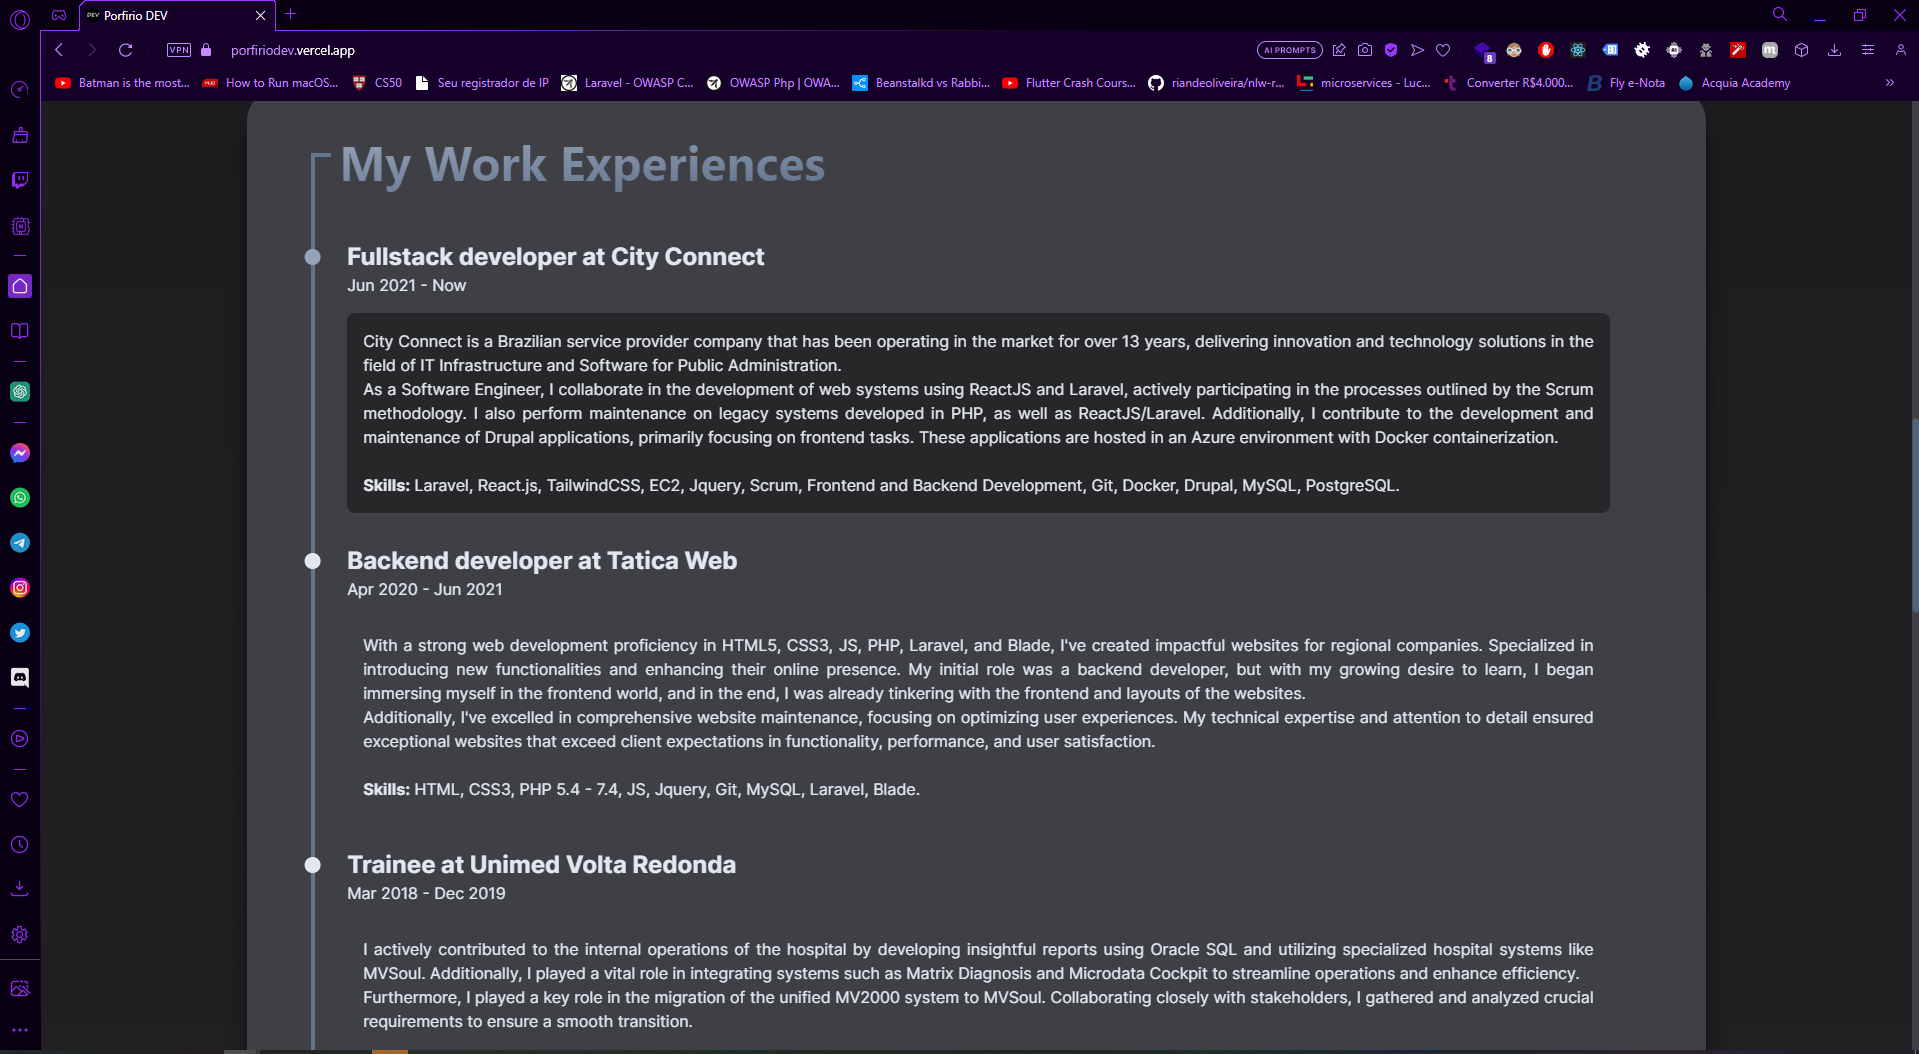 DEV Porfirio DEV
VPN porfiriodev.vercel.app AI PROMPTS 8
Batman is the most... How to Run macOS... CS50 Seu registrador de IP Laravel - OWASP C... OWASP Php | OWA... Beanstalkd vs Rabbi... Flutter Crash Cours... riandeoliveira/nlw-r... microservices - Luc... Converter R$4.000... Fly e-Nota Acquia Academy »
My Work Experiences
Fullstack developer at City Connect
Jun 2021 - Now
City Connect is a Brazilian service provider company that has been operating in the market for over 13 years, delivering innovation and technology solutions in the
field of IT Infrastructure and Software for Public Administration.
As a Software Engineer, I collaborate in the development of web systems using ReactJS and Laravel, actively participating in the processes outlined by the Scrum
methodology. I also perform maintenance on legacy systems developed in PHP, as well as ReactJS/Laravel. Additionally, I contribute to the development and
maintenance of Drupal applications, primarily focusing on frontend tasks. These applications are hosted in an Azure environment with Docker containerization.
Skills: Laravel, React.js, TailwindCSS, EC2, Jquery, Scrum, Frontend and Backend Development, Git, Docker, Drupal, MySQL, PostgreSQL.
Backend developer at Tatica Web
Apr 2020 - Jun 2021
With a strong web development proficiency in HTML5, CSS3, JS, PHP, Laravel, and Blade, I've created impactful websites for regional companies. Specialized in
introducing new functionalities and enhancing their online presence. My initial role was a backend developer, but with my growing desire to learn, I began
immersing myself in the frontend world, and in the end, I was already tinkering with the frontend and layouts of the websites.
Additionally, I've excelled in comprehensive website maintenance, focusing on optimizing user experiences. My technical expertise and attention to detail ensured
exceptional websites that exceed client expectations in functionality, performance, and user satisfaction.
Skills: HTML, CSS3, PHP 5.4 - 7.4, JS, Jquery, Git, MySQL, Laravel, Blade.
Trainee at Unimed Volta Redonda
Mar 2018 - Dec 2019
I actively contributed to the internal operations of the hospital by developing insightful reports using Oracle SQL and utilizing specialized hospital systems like
MVSoul. Additionally, I played a vital role in integrating systems such as Matrix Diagnosis and Microdata Cockpit to streamline operations and enhance efficiency.
Furthermore, I played a key role in the migration of the unified MV2000 system to MVSoul. Collaborating closely with stakeholders, I gathered and analyzed crucial
requirements to ensure a smooth transition.